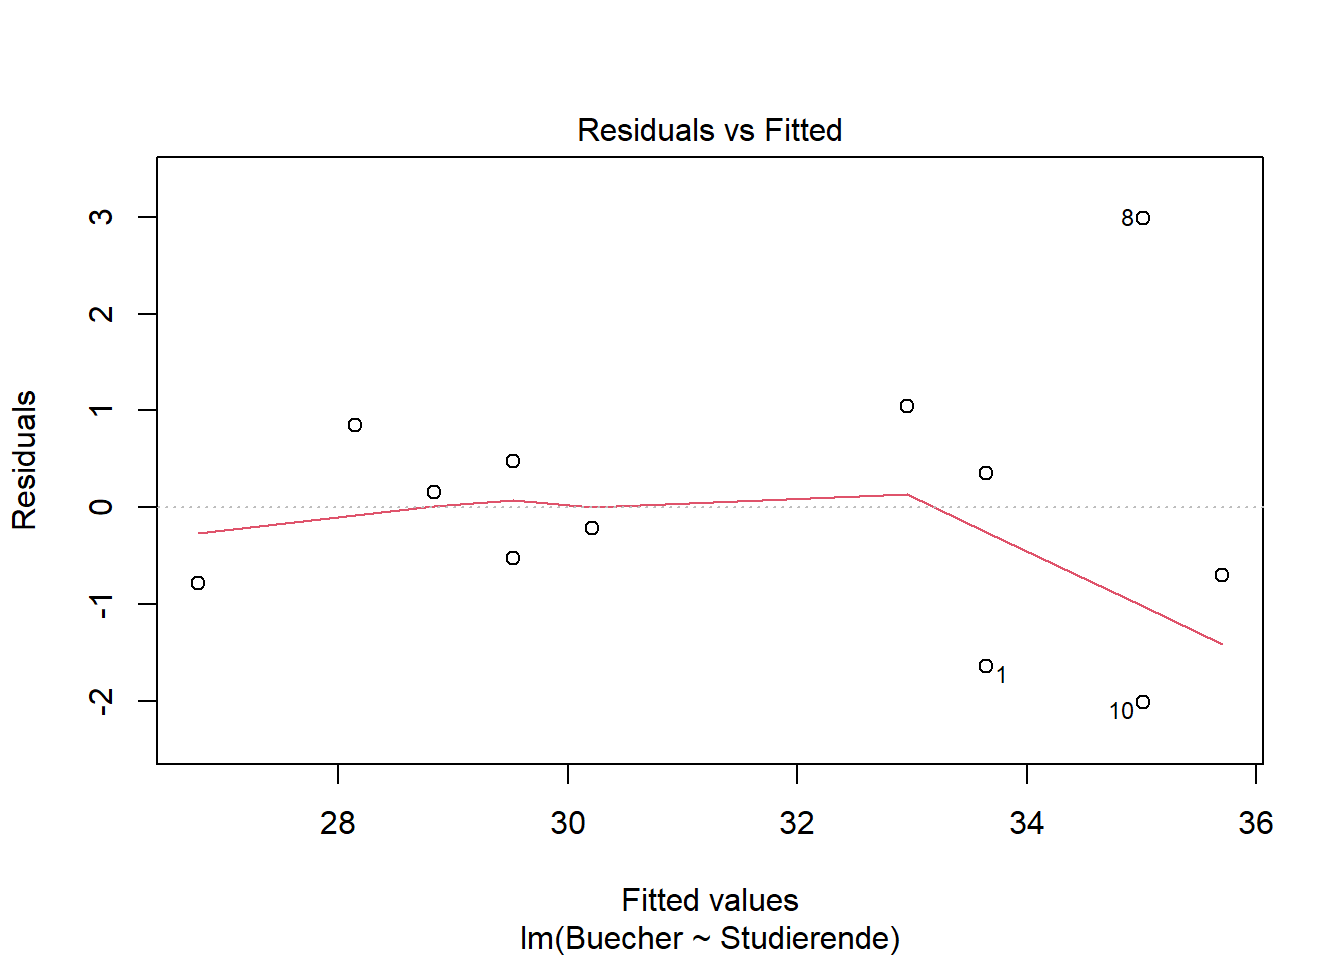 Residuals vs Fitted
Residuals
3
2
1
0
-1
-2
8
1
10
28 30 32 34 36
Fitted values
lm(Buecher ~ Studierende)